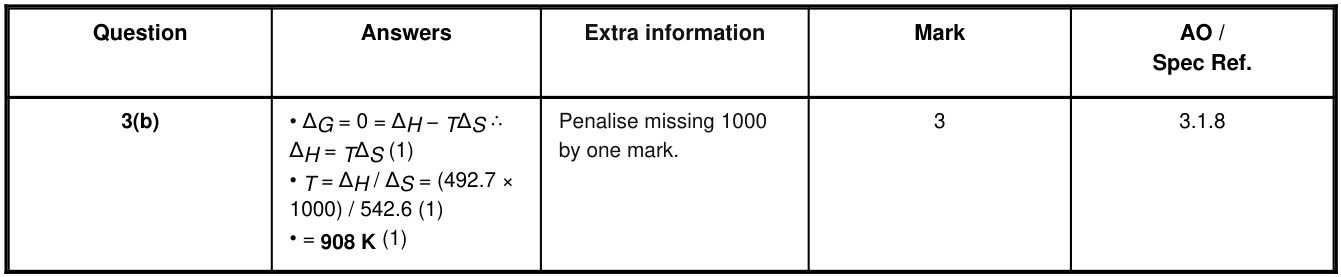 Question Answers Extra information Mark AO /
Spec Ref.
3(b) • ΔG = 0 = ΔH – TΔS ∴ Penalise missing 1000 3 3.1.8
ΔH = TΔS (1) by one mark.
• T = ΔH / ΔS = (492.7 ×
1000) / 542.6 (1)
• = 908 K (1)